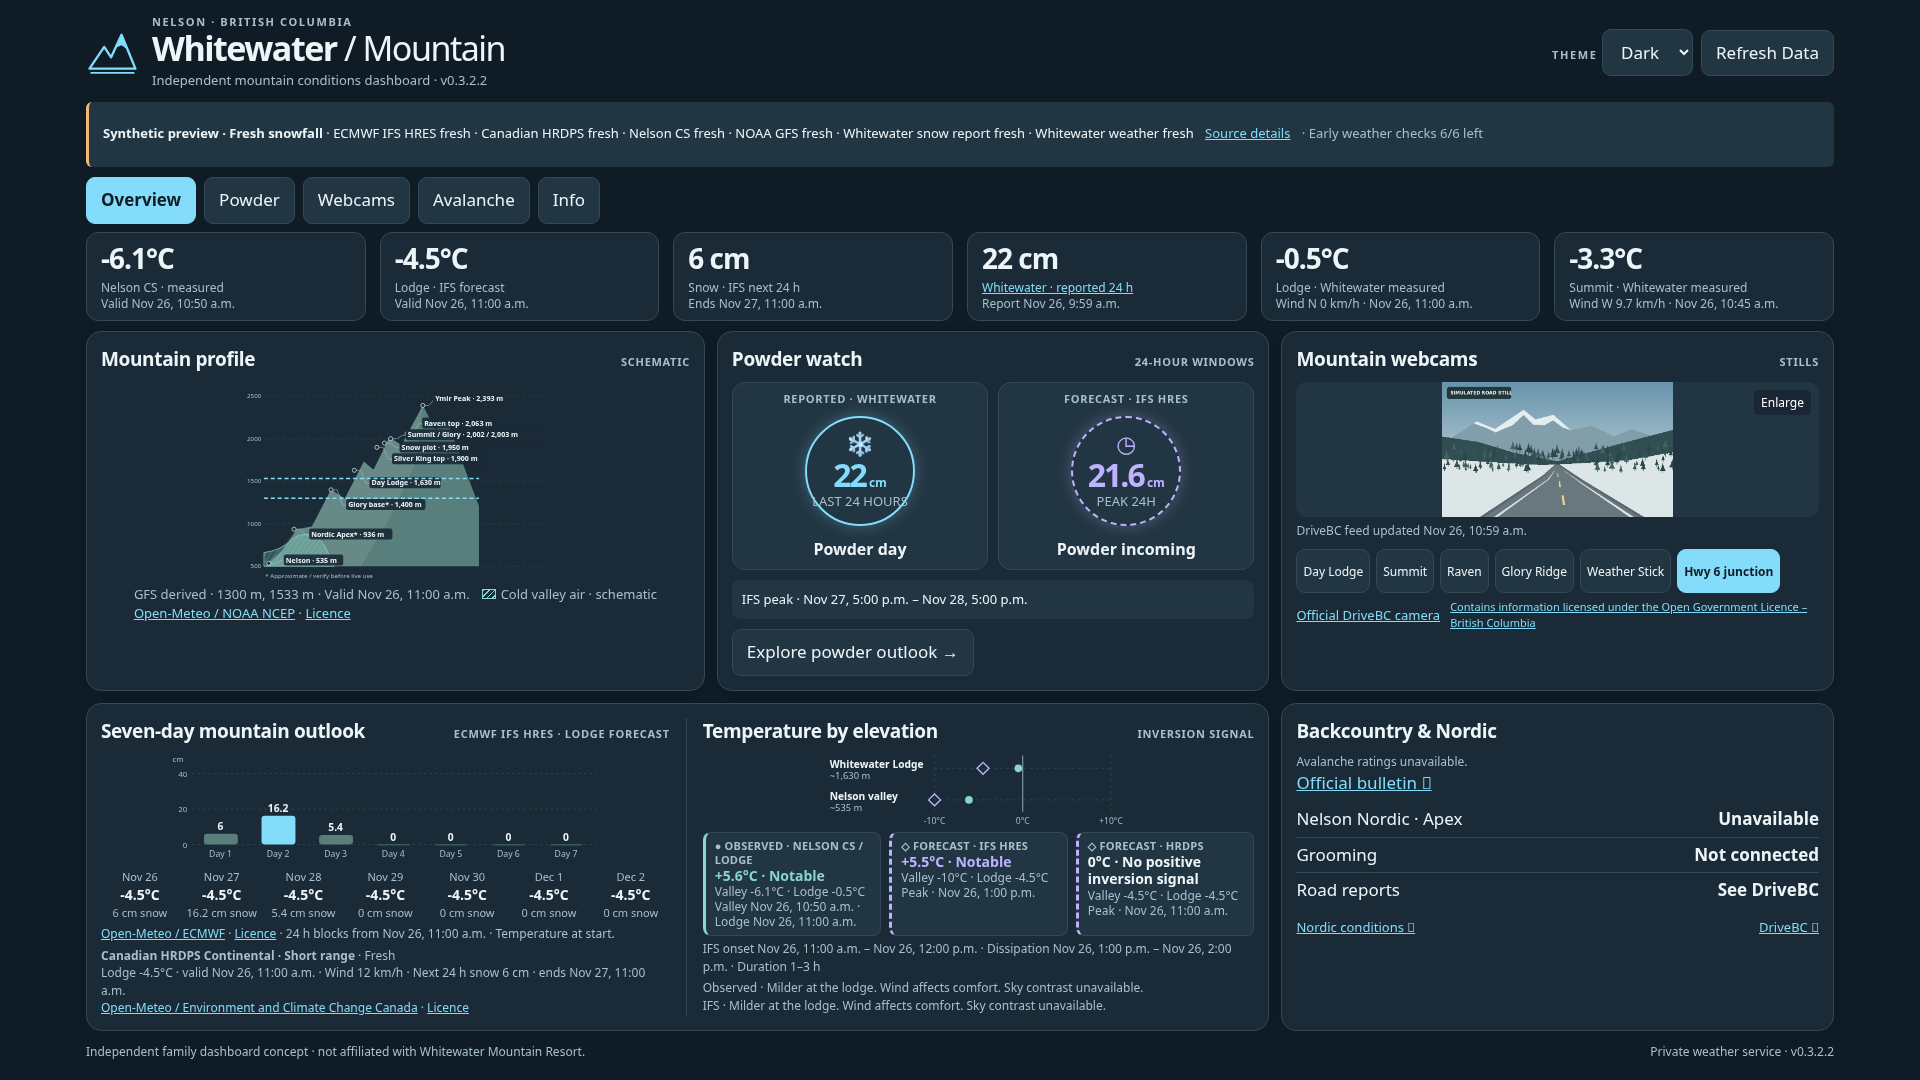 NELSON · BRITISH COLUMBIA
Whitewater / Mountain
Independent mountain conditions dashboard · v0.3.2.2
THEME
Dark
Refresh Data
Synthetic preview · Fresh snowfall · ECMWF IFS HRES fresh · Canadian HRDPS fresh · Nelson CS fresh · NOAA GFS fresh · Whitewater snow report fresh · Whitewater weather fresh Source details · Early weather checks 6/6 left
Overview
Powder
Webcams
Avalanche
Info
-6.1°C
Nelson CS · measured
Valid Nov 26, 10:50 a.m.
-4.5°C
Lodge · IFS forecast
Valid Nov 26, 11:00 a.m.
6 cm
Snow · IFS next 24 h
Ends Nov 27, 11:00 a.m.
22 cm
Whitewater · reported 24 h
Report Nov 26, 9:59 a.m.
-0.5°C
Lodge · Whitewater measured
Wind N 0 km/h · Nov 26, 11:00 a.m.
-3.3°C
Summit · Whitewater measured
Wind W 9.7 km/h · Nov 26, 10:45 a.m.
Mountain profile
SCHEMATIC
2500
2000
1500
1000
500
Ymir Peak · 2,393 m
Raven top · 2,063 m
Summit / Glory · 2,002 / 2,003 m
Snow plot · 1,950 m
Silver King top · 1,900 m
Day Lodge · 1,630 m
Glory base* · 1,400 m
Nordic Apex* · 936 m
Nelson · 535 m
* Approximate / verify before live use
GFS derived · 1300 m, 1533 m · Valid Nov 26, 11:00 a.m. Cold valley air · schematic
Open-Meteo / NOAA NCEP · Licence
Powder watch
24-HOUR WINDOWS
REPORTED · WHITEWATER
22 cm
LAST 24 HOURS
Powder day
FORECAST · IFS HRES
21.6 cm
PEAK 24H
Powder incoming
IFS peak · Nov 27, 5:00 p.m. – Nov 28, 5:00 p.m.
Explore powder outlook →
Mountain webcams
STILLS
SIMULATED ROAD STILL
Enlarge
DriveBC feed updated Nov 26, 10:59 a.m.
Day Lodge
Summit
Raven
Glory Ridge
Weather Stick
Hwy 6 junction
Official DriveBC camera
Contains information licensed under the Open Government Licence –
British Columbia
Seven-day mountain outlook
ECMWF IFS HRES · LODGE FORECAST
cm
40
20
0
6
16.2
5.4
0
0
0
0
Day 1
Day 2
Day 3
Day 4
Day 5
Day 6
Day 7
Nov 26
Nov 27
Nov 28
Nov 29
Nov 30
Dec 1
Dec 2
-4.5°C
-4.5°C
-4.5°C
-4.5°C
-4.5°C
-4.5°C
-4.5°C
6 cm snow
16.2 cm snow
5.4 cm snow
0 cm snow
0 cm snow
0 cm snow
0 cm snow
Open-Meteo / ECMWF · Licence · 24 h blocks from Nov 26, 11:00 a.m. · Temperature at start.
Canadian HRDPS Continental · Short range · Fresh
Lodge -4.5°C · valid Nov 26, 11:00 a.m. · Wind 12 km/h · Next 24 h snow 6 cm · ends Nov 27, 11:00
a.m.
Open-Meteo / Environment and Climate Change Canada · Licence
Temperature by elevation
INVERSION SIGNAL
Whitewater Lodge
~1,630 m
Nelson valley
~535 m
-10°C
0°C
+10°C
● OBSERVED · NELSON CS /
LODGE
+5.6°C · Notable
Valley -6.1°C · Lodge -0.5°C
Valley Nov 26, 10:50 a.m. ·
Lodge Nov 26, 11:00 a.m.
◇ FORECAST · IFS HRES
+5.5°C · Notable
Valley -10°C · Lodge -4.5°C
Peak · Nov 26, 1:00 p.m.
◇ FORECAST · HRDPS
0°C · No positive
inversion signal
Valley -4.5°C · Lodge -4.5°C
Peak · Nov 26, 11:00 a.m.
IFS onset Nov 26, 11:00 a.m. – Nov 26, 12:00 p.m. · Dissipation Nov 26, 1:00 p.m. – Nov 26, 2:00
p.m. · Duration 1–3 h
Observed · Milder at the lodge. Wind affects comfort. Sky contrast unavailable.
IFS · Milder at the lodge. Wind affects comfort. Sky contrast unavailable.
Backcountry & Nordic
Avalanche ratings unavailable.
Official bulletin
Nelson Nordic · Apex
Unavailable
Grooming
Not connected
Road reports
See DriveBC
Nordic conditions
DriveBC
Independent family dashboard concept · not affiliated with Whitewater Mountain Resort.
Private weather service · v0.3.2.2